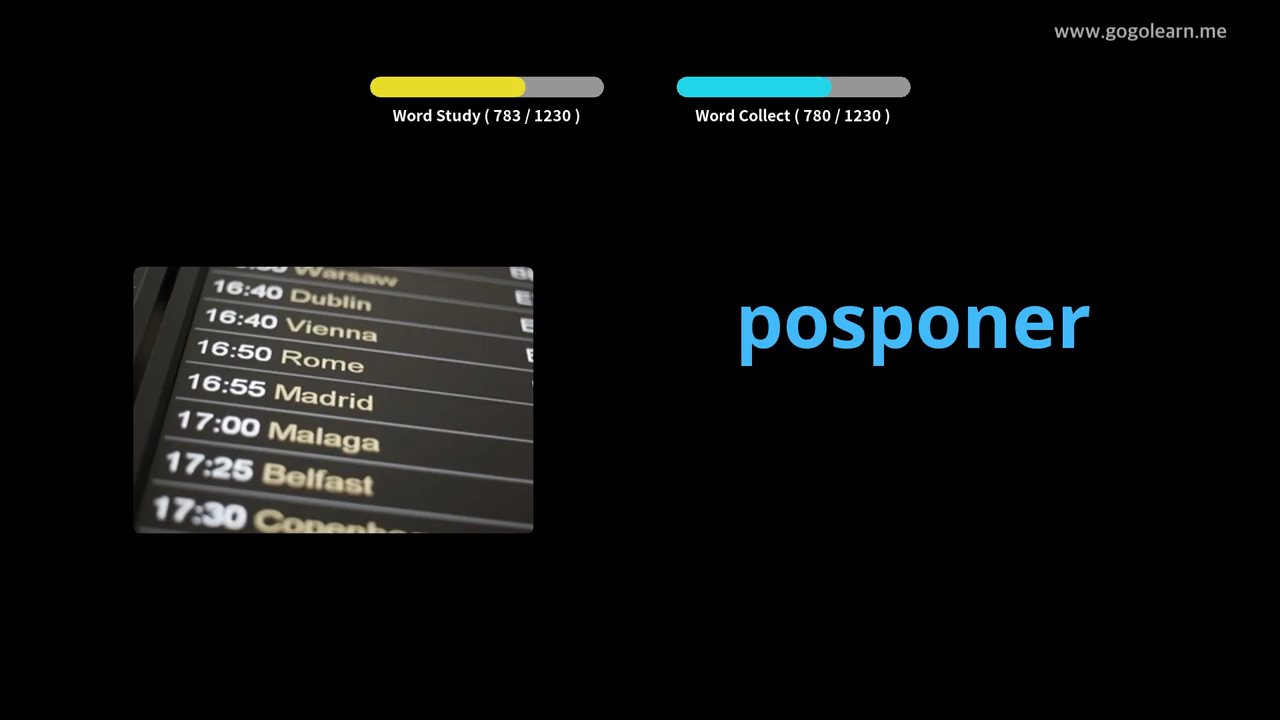 www.gogolearn.me
Word Study ( 783 / 1230 )
Word Collect ( 780 / 1230 )
posponer
Warsaw
16:40 Dublin
16:40 Vienna
16:50 Rome
16:55 Madrid
17:00 Malaga
17:25 Belfast
17:30